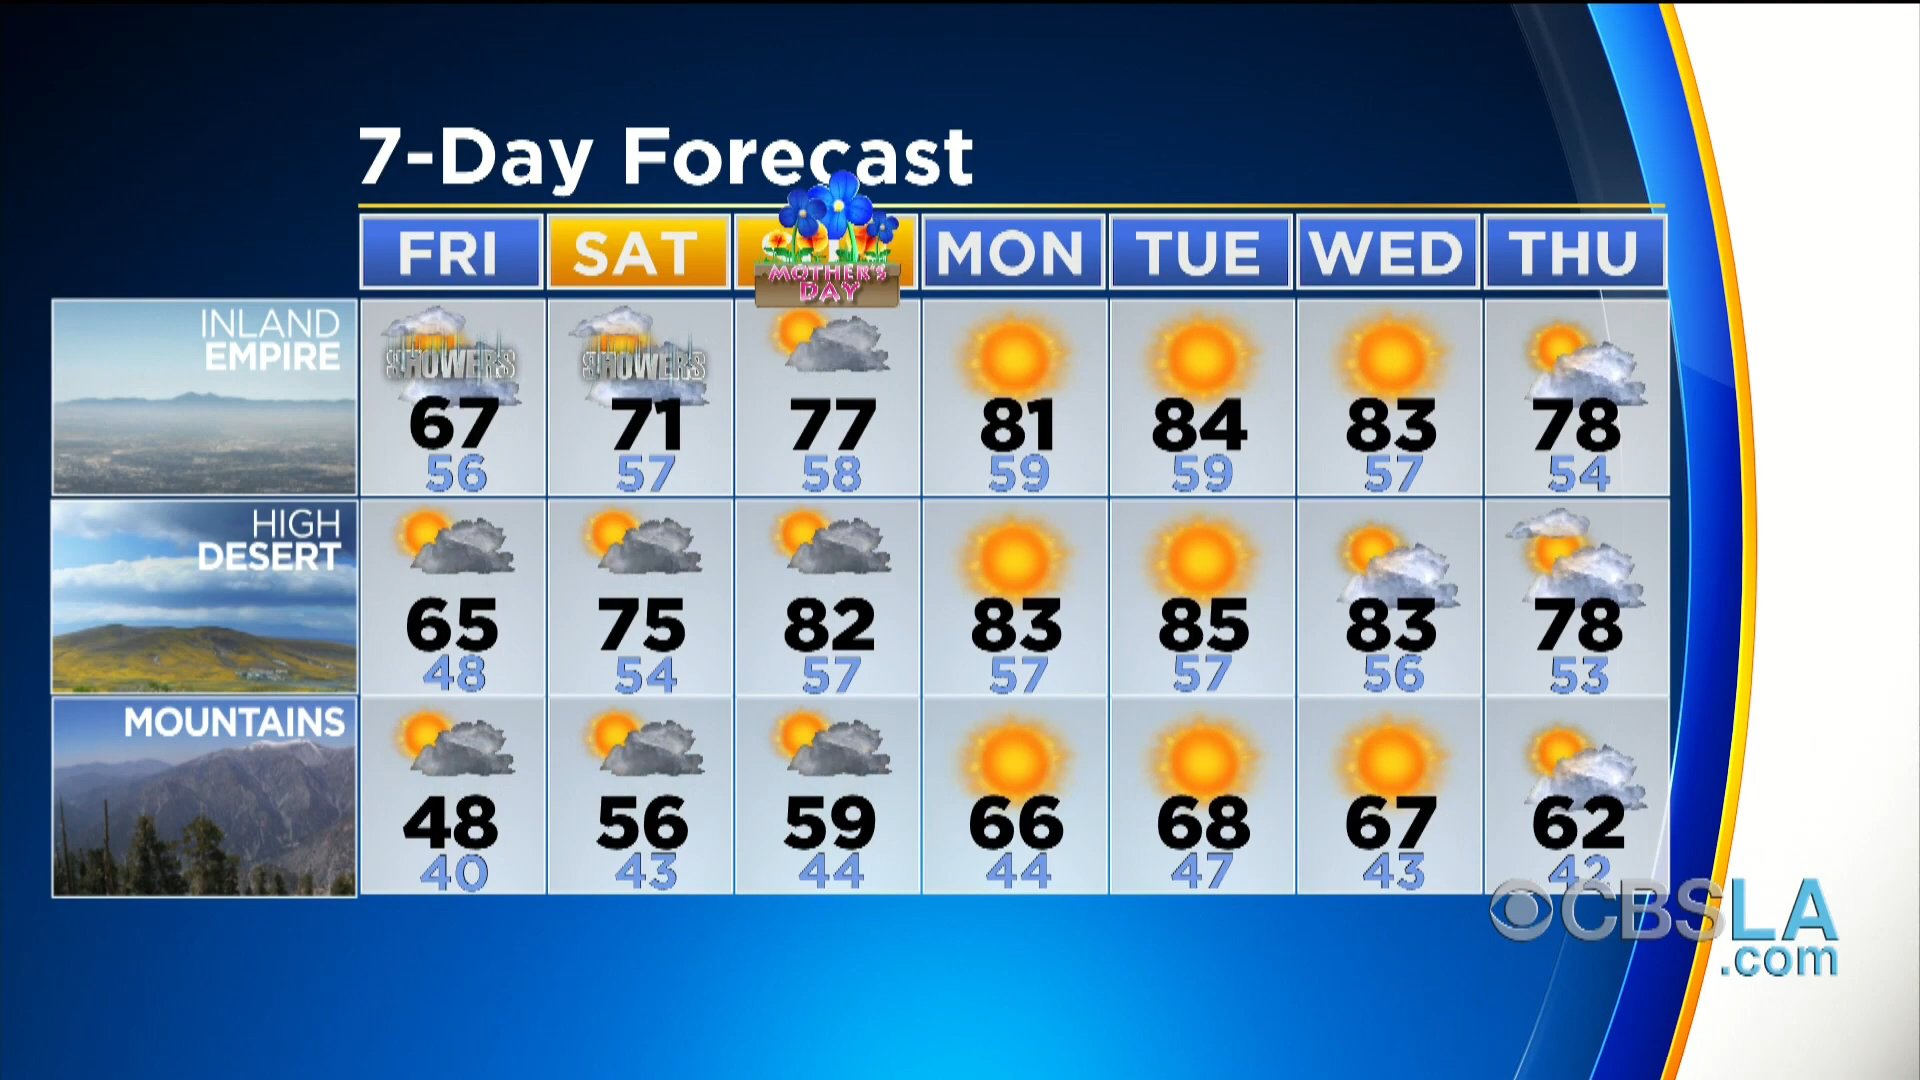 7-Day Forecast
FRI SAT MOTHER'S DAY MON TUE WED THU
INLAND EMPIRE
SHOWERS SHOWERS
67 71 77 81 84 83 78
56 57 58 59 59 57 54
HIGH DESERT
65 75 82 83 85 83 78
48 54 57 57 57 56 53
MOUNTAINS
48 56 59 66 68 67 62
40 43 44 44 47 43 42
CBSLA
.com